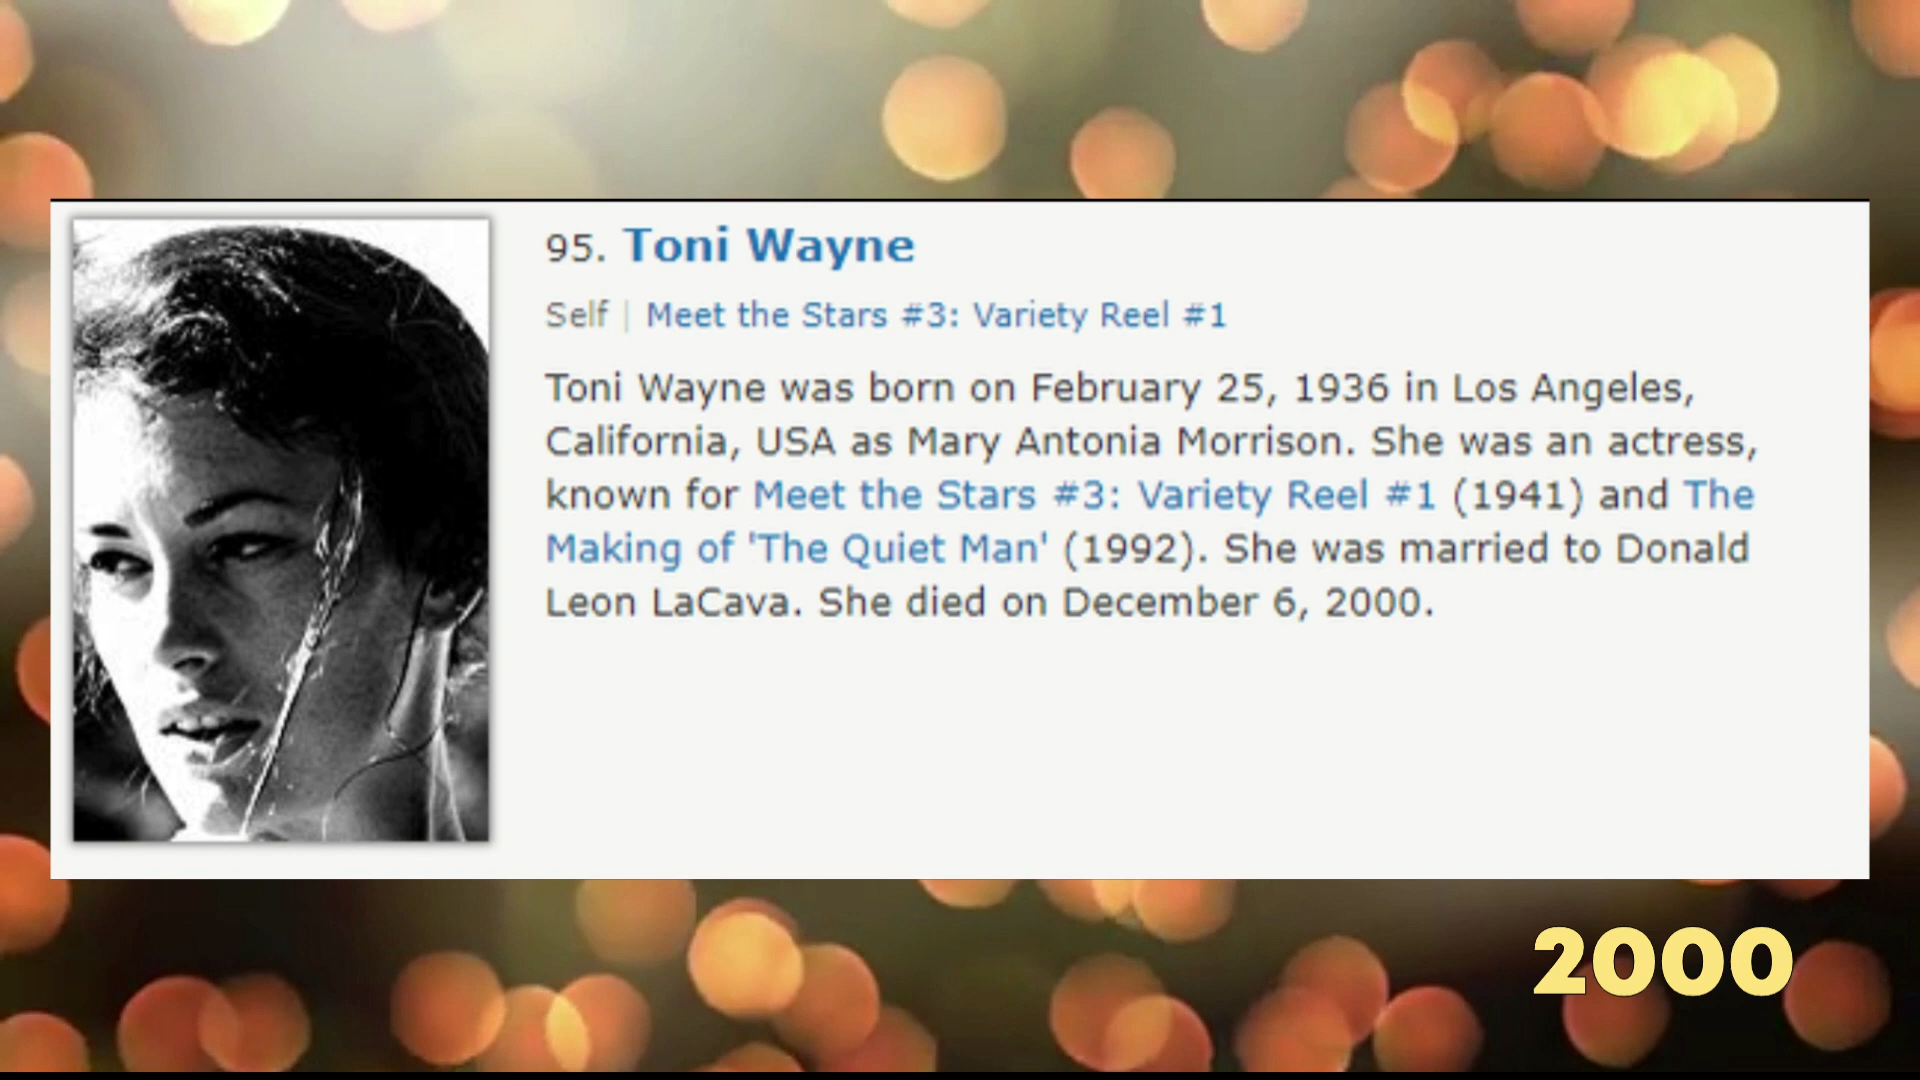 95. Toni Wayne
Self | Meet the Stars #3: Variety Reel #1
Toni Wayne was born on February 25, 1936 in Los Angeles,
California, USA as Mary Antonia Morrison. She was an actress,
known for Meet the Stars #3: Variety Reel #1 (1941) and The
Making of 'The Quiet Man' (1992). She was married to Donald
Leon LaCava. She died on December 6, 2000.
2000